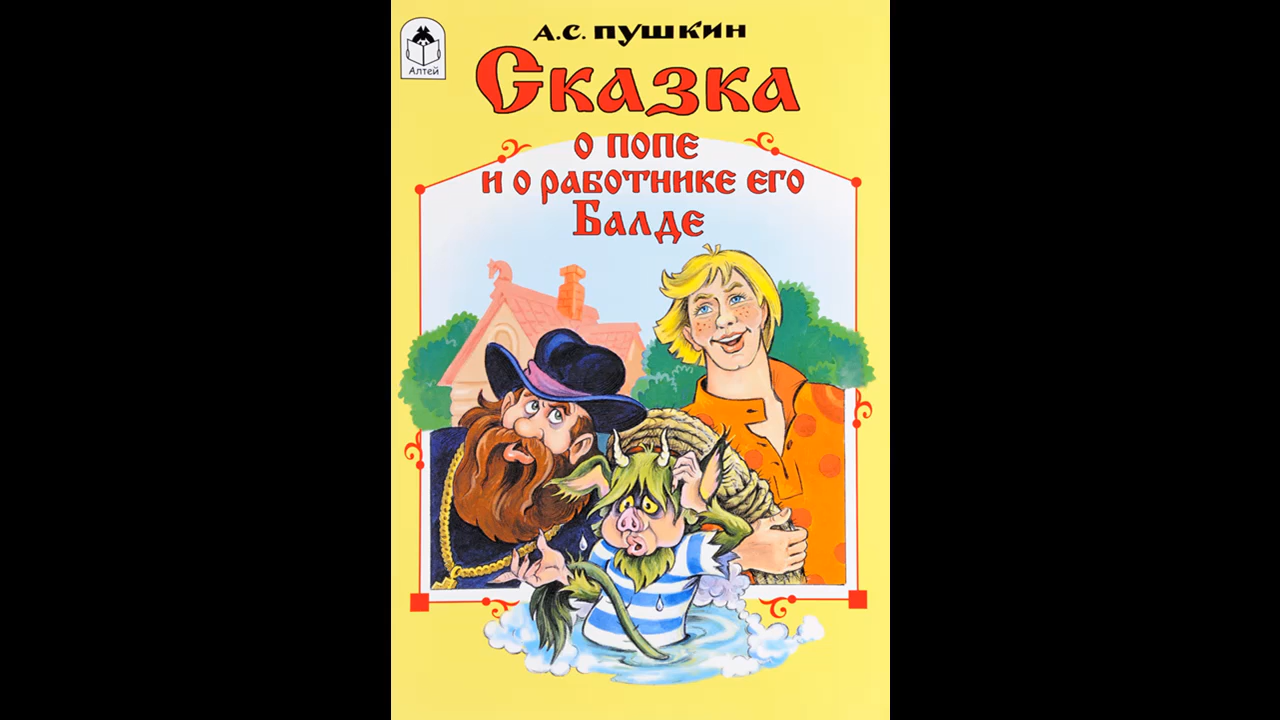 А.С. ПУШКИН
Сказка
о попе
и о работнике его
Балде
Алтей